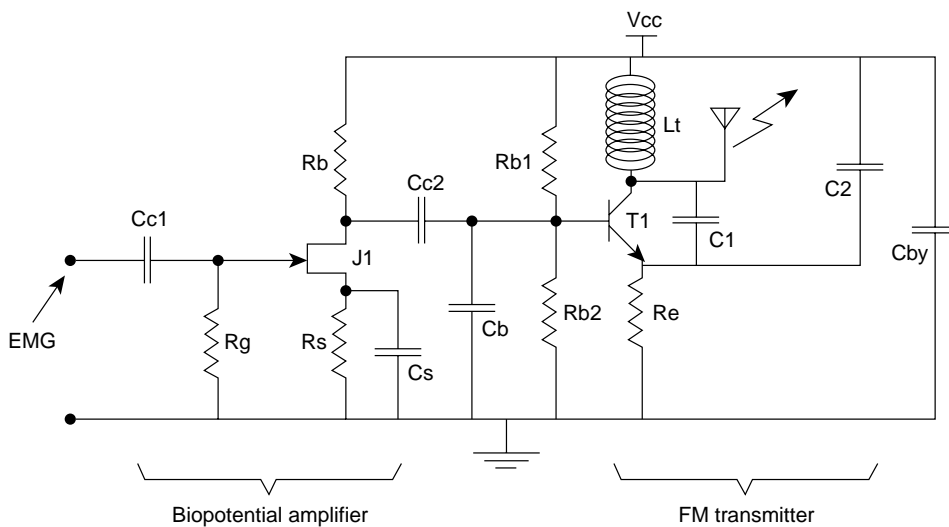 Vcc
Lt
Rb
Rb1
Cc2
C2
Cc1
T1
C1
J1
Cby
EMG
Rg
Rs
Cb
Rb2
Re
Cs
Biopotential amplifier
FM transmitter